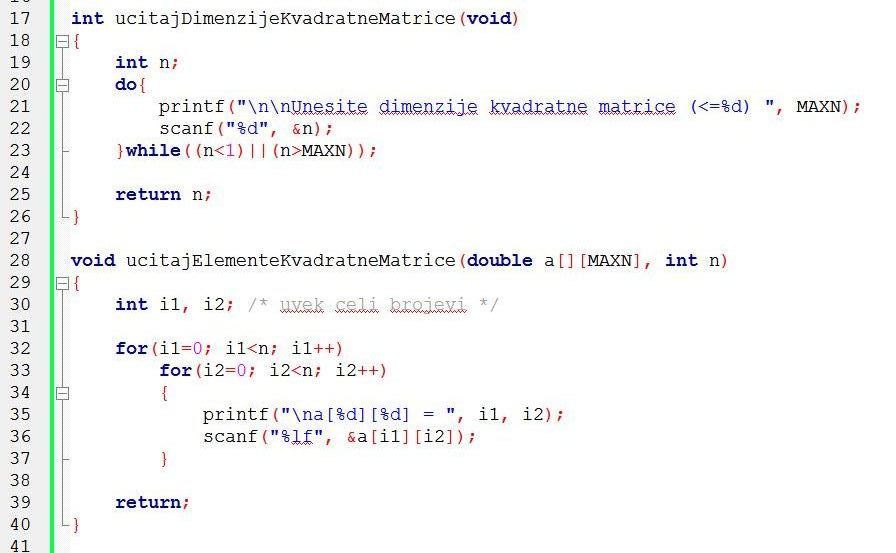 17 int ucitajDimenzijeKvadratneMatrice(void)
18 {
19     int n;
20     do{
21         printf("\n\nUnesite dimenzije kvadratne matrice (<=%d) ", MAXN);
22         scanf("%d", &n);
23     }while((n<1)||(n>MAXN));
24
25     return n;
26 }
27
28 void ucitajElementeKvadratneMatrice(double a[][MAXN], int n)
29 {
30     int i1, i2; /* uvek celi brojevi */
31
32     for(i1=0; i1<n; i1++)
33         for(i2=0; i2<n; i2++)
34         {
35             printf("\na[%d][%d] = ", i1, i2);
36             scanf("%lf", &a[i1][i2]);
37         }
38
39     return;
40 }
41